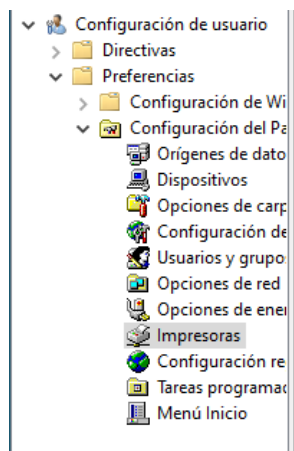 Configuración de usuario
Directivas
Preferencias
Configuración de Wi
Configuración del Pa
Orígenes de dato
Dispositivos
Opciones de carp
Configuración de
Usuarios y grupo
Opciones de red
Opciones de ener
Impresoras
Configuración re
Tareas programad
Menú Inicio